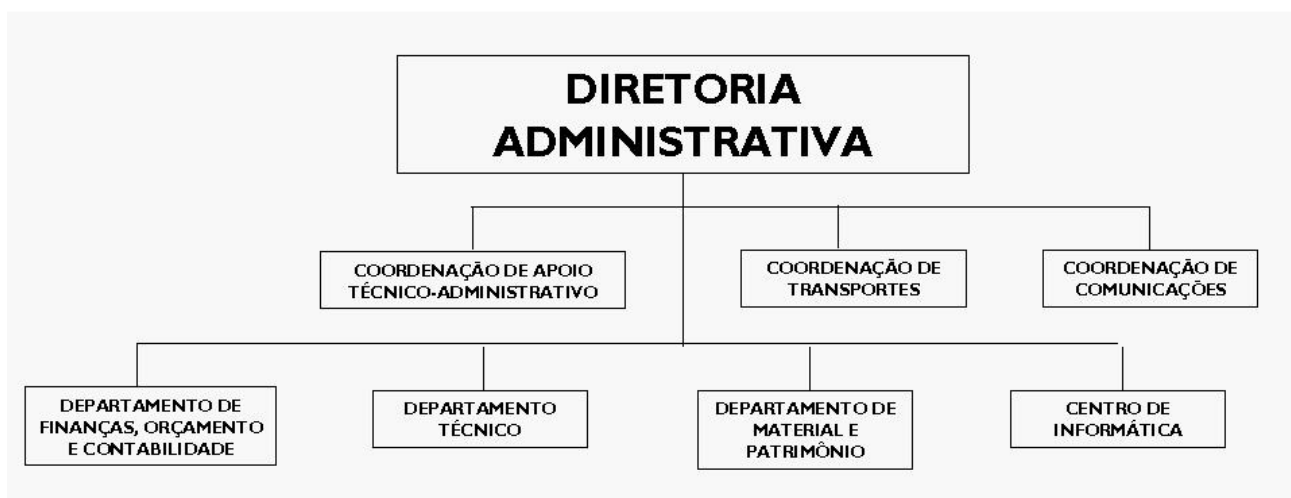 DIRETORIA
ADMINISTRATIVA
COORDENAÇÃO DE APOIO
TÉCNICO-ADMINISTRATIVO
COORDENAÇÃO DE
TRANSPORTES
COORDENAÇÃO DE
COMUNICAÇÕES
DEPARTAMENTO DE
FINANÇAS, ORÇAMENTO
E CONTABILIDADE
DEPARTAMENTO
TÉCNICO
DEPARTAMENTO DE
MATERIAL E
PATRIMÔNIO
CENTRO DE
INFORMÁTICA